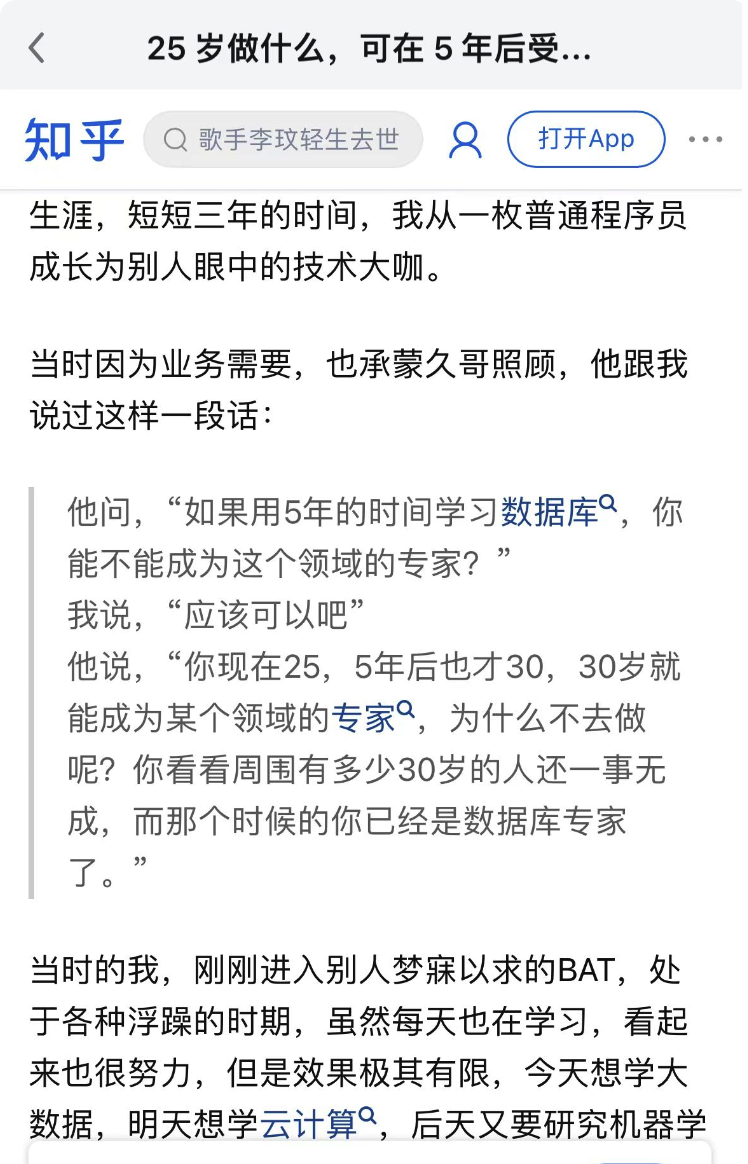 25 岁做什么，可在 5 年后受...
知乎
歌手李玟轻生去世
打开App
生涯，短短三年的时间，我从一枚普通程序员
成长为别人眼中的技术大咖。
当时因为业务需要，也承蒙久哥照顾，他跟我
说过这样一段话：
他问，“如果用5年的时间学习数据库，你
能不能成为这个领域的专家？”
我说，“应该可以吧”
他说，“你现在25，5年后也才30，30岁就
能成为某个领域的专家，为什么不去做
呢？你看看周围有多少30岁的人还一事无
成，而那个时候的你已经是数据库专家
了。”
当时的我，刚刚进入别人梦寐以求的BAT，处
于各种浮躁的时期，虽然每天也在学习，看起
来也很努力，但是效果极其有限，今天想学大
数据，明天想学云计算，后天又要研究机器学